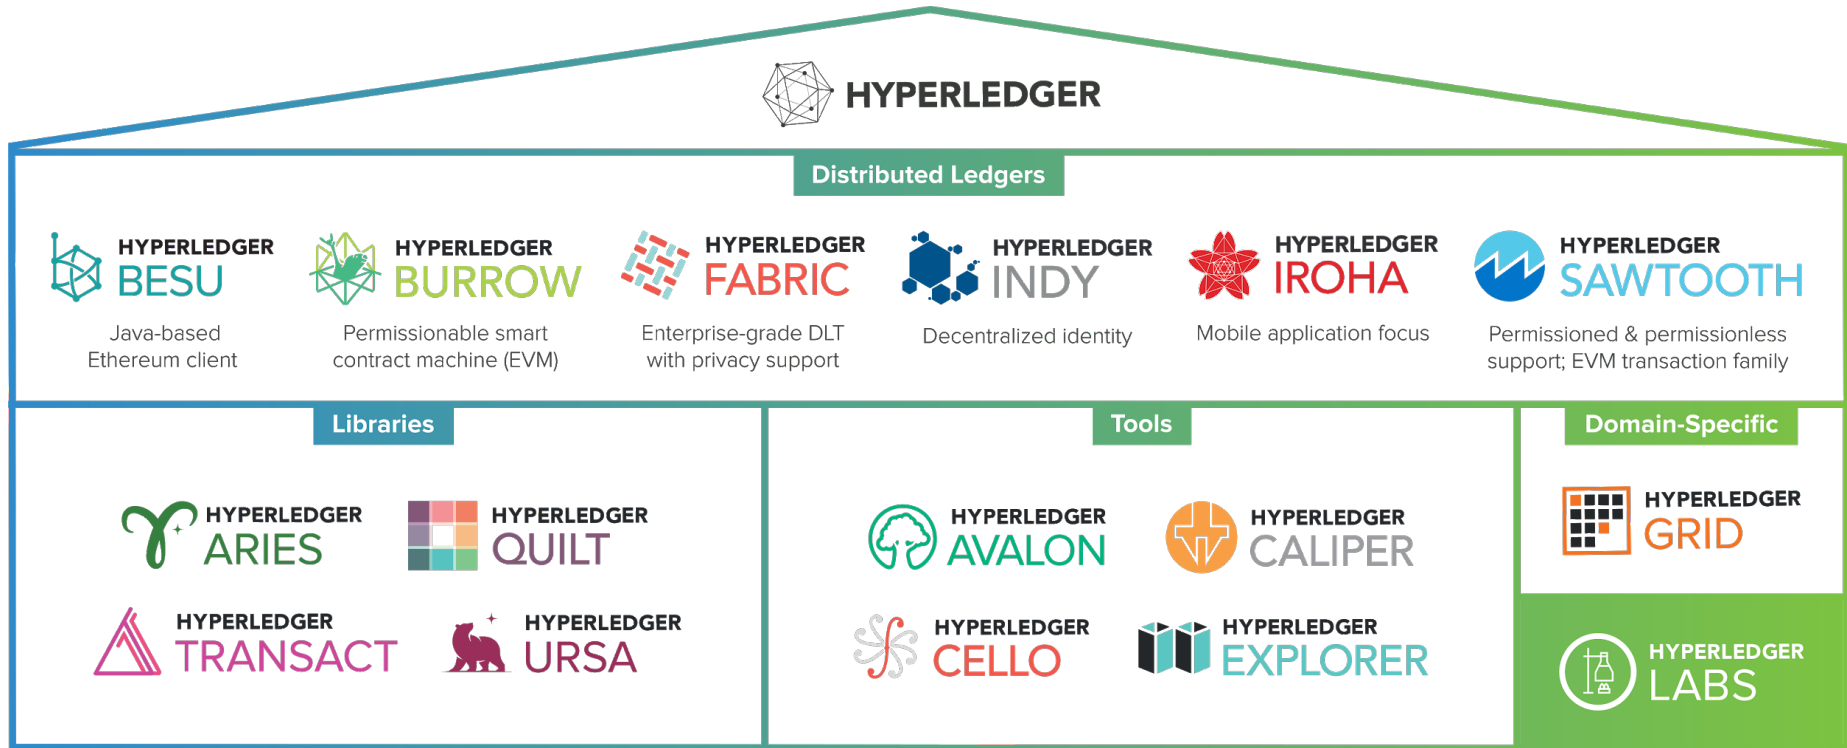 HYPERLEDGER
Distributed Ledgers
HYPERLEDGER
BESU
Java-based
Ethereum client
HYPERLEDGER
BURROW
Permissionable smart
contract machine (EVM)
HYPERLEDGER
FABRIC
Enterprise-grade DLT
with privacy support
HYPERLEDGER
INDY
Decentralized identity
HYPERLEDGER
IROHA
Mobile application focus
HYPERLEDGER
SAWTOOTH
Permissioned & permissionless
support; EVM transaction family
Libraries
HYPERLEDGER
ARIES
HYPERLEDGER
QUILT
HYPERLEDGER
TRANSACT
HYPERLEDGER
URSA
Tools
HYPERLEDGER
AVALON
HYPERLEDGER
CALIPER
HYPERLEDGER
CELLO
HYPERLEDGER
EXPLORER
Domain-Specific
HYPERLEDGER
GRID
HYPERLEDGER
LABS